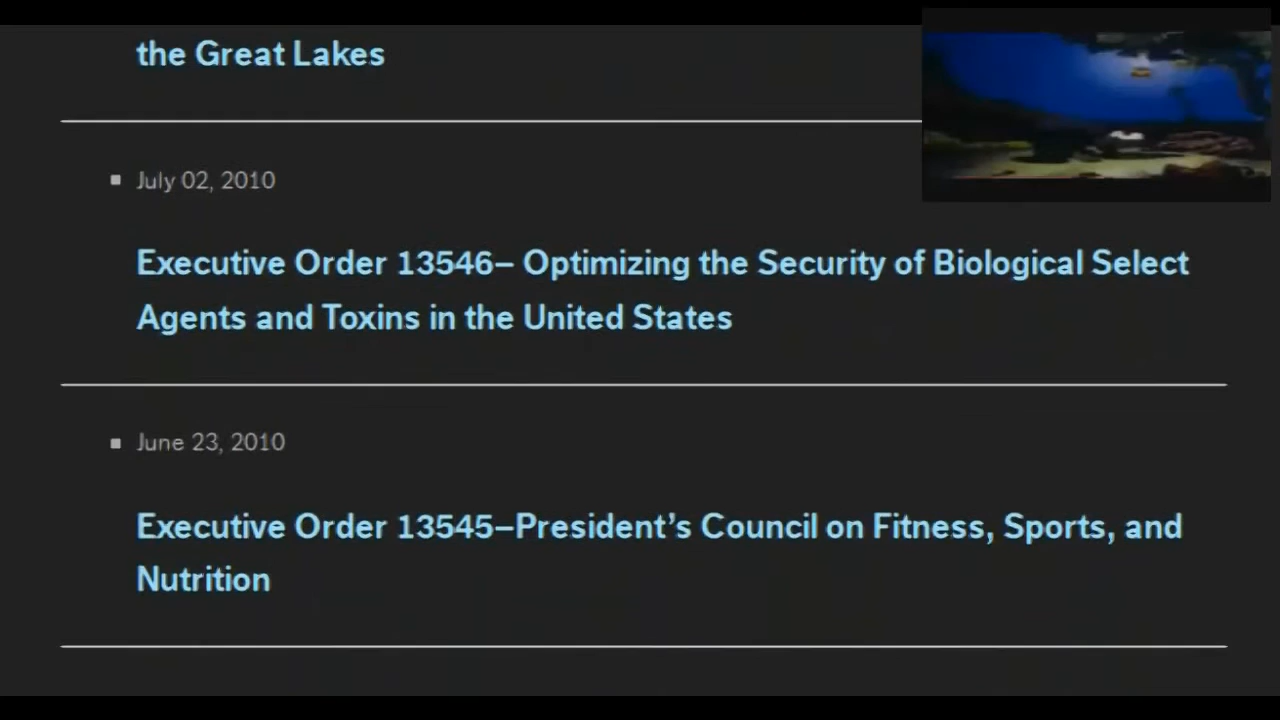 the Great Lakes
July 02, 2010
Executive Order 13546– Optimizing the Security of Biological Select
Agents and Toxins in the United States
June 23, 2010
Executive Order 13545–President’s Council on Fitness, Sports, and
Nutrition